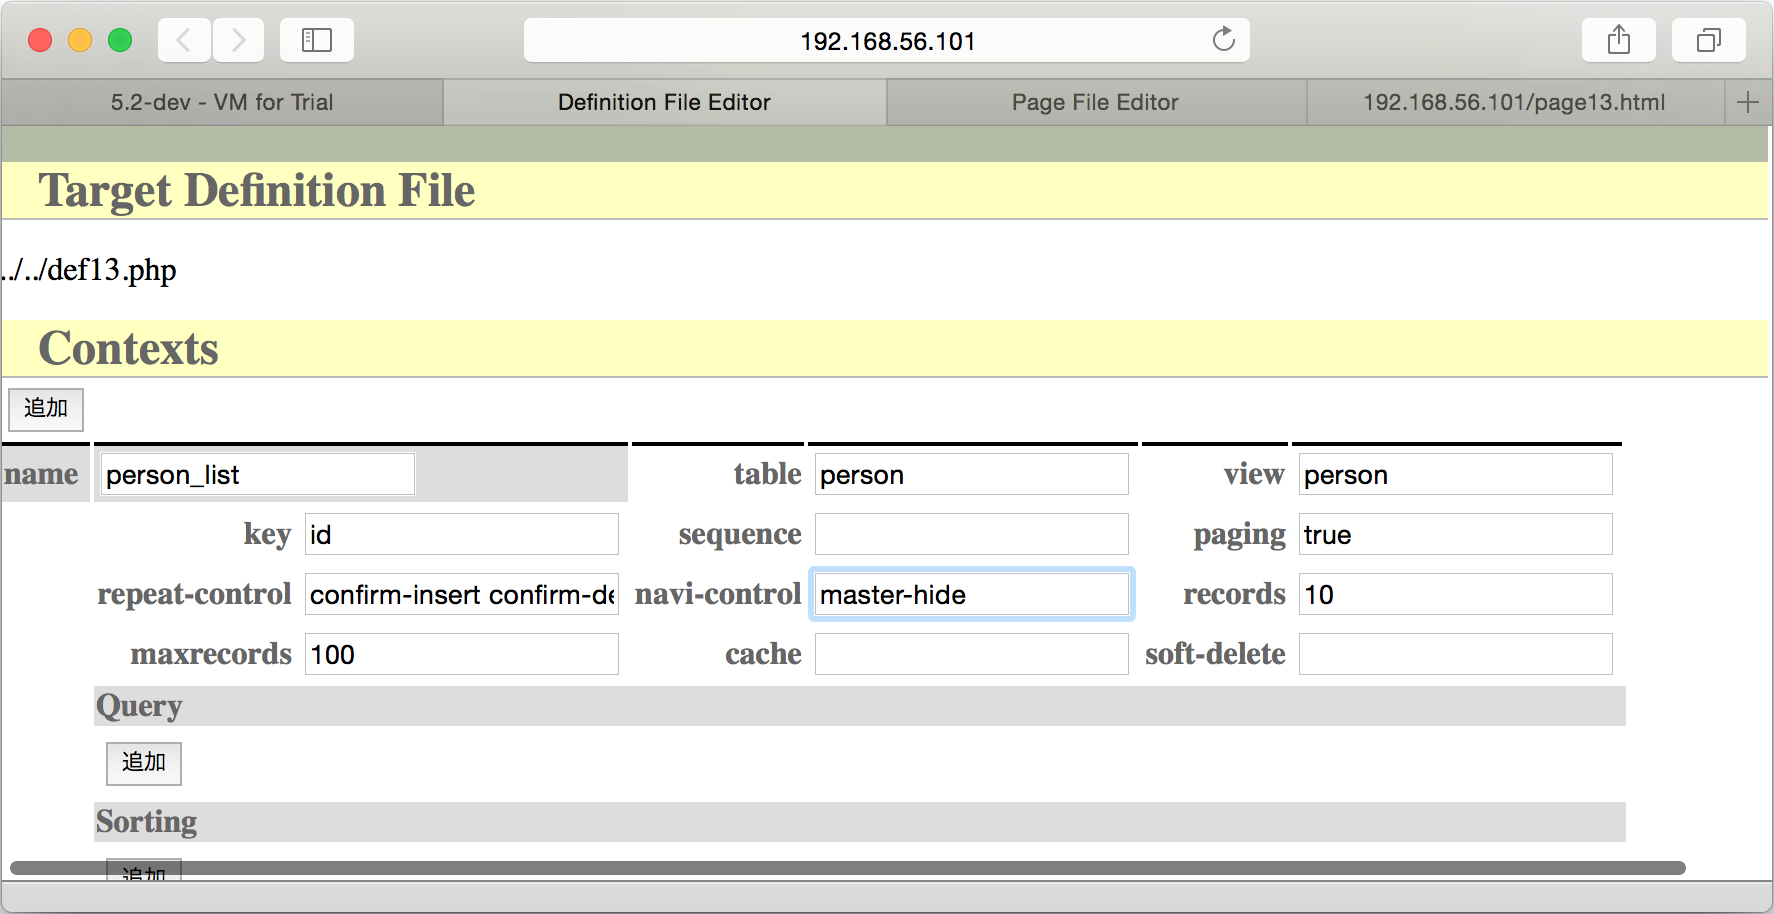 192.168.56.101
5.2-dev - VM for Trial Definition File Editor Page File Editor 192.168.56.101/page13.html
Target Definition File
../../def13.php
Contexts
追加
name person_list table person view person
key id sequence paging true
repeat-control confirm-insert confirm-de navi-control master-hide records 10
maxrecords 100 cache soft-delete
Query
追加
Sorting
追加